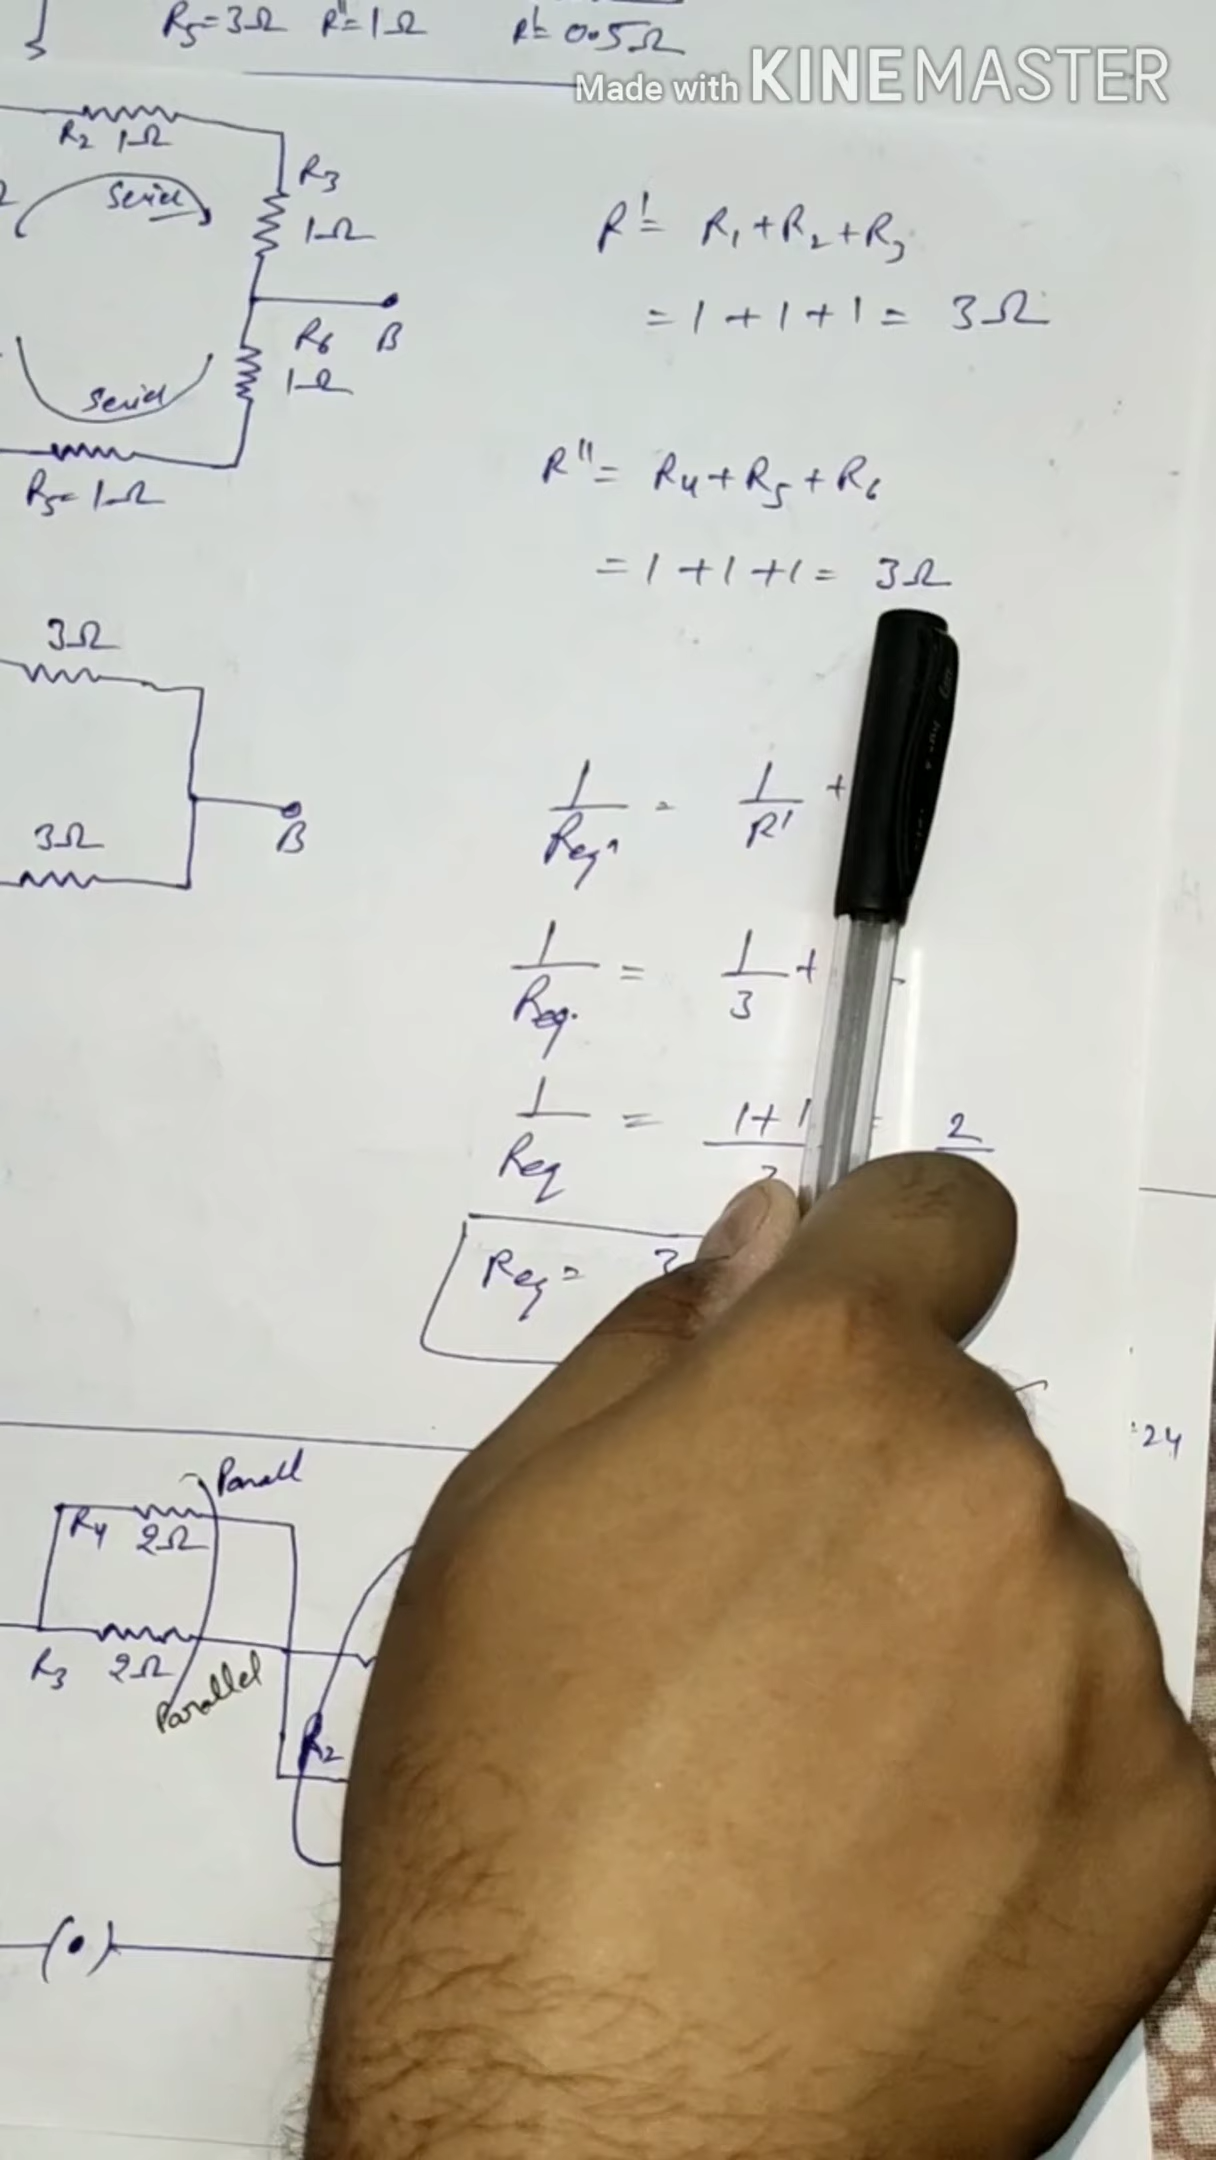 R5=3Ω R"=1Ω R'= 0.5Ω
Made with KINEMASTER
R2 1Ω
R3
Series
1Ω
R' = R1+R2+R3
= 1+1+1 = 3Ω
R6 B
1Ω
Series
R5=1Ω
R"= R4+R5+R6
= 1+1+1= 3Ω
3Ω
3Ω
B
1/Req = 1/R' +
1/Req. = 1/3 +
1/Req = 1+1 = 2
Req = 3
24
Parall
R4 2Ω
R3 2Ω
Parallel
R2